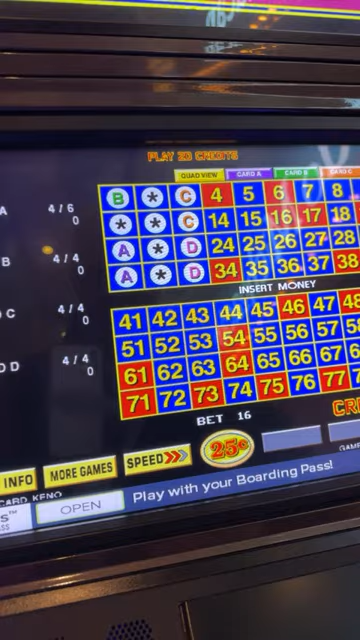 PLAY 20 CREDITS
QUAD VIEW CARD A CARD B CARD C
A 4/6
0
B * C 4 5 6 7 8
* * * 14 15 16 17 18
B 4/4
0
A * D 24 25 26 27 28
A * D 34 35 36 37 38
INSERT MONEY
C 4/4
0
41 42 43 44 45 46 47 48
51 52 53 54 55 56 57
D 4/4
0
61 62 63 64 65 66 67
71 72 73 74 75 76 77
BET 16
CR
INFO MORE GAMES SPEED 25¢
GAME
CARD KENO
OPEN Play with your Boarding Pass!